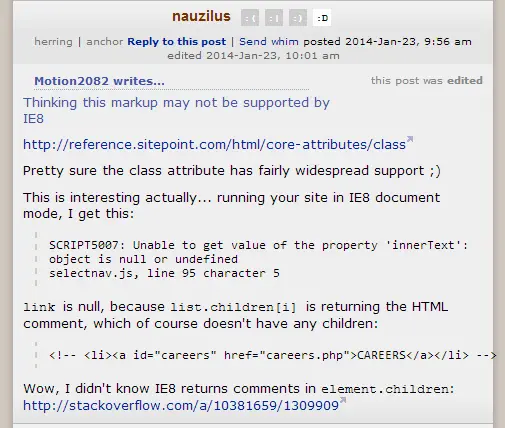 nauzilus :( :| :) :D
herring | anchor Reply to this post | Send whim posted 2014-Jan-23, 9:56 am
edited 2014-Jan-23, 10:01 am
Motion2082 writes... this post was edited
Thinking this markup may not be supported by
IE8
http://reference.sitepoint.com/html/core-attributes/class
Pretty sure the class attribute has fairly widespread support ;)
This is interesting actually... running your site in IE8 document
mode, I get this:
SCRIPT5007: Unable to get value of the property 'innerText':
object is null or undefined
selectnav.js, line 95 character 5
link is null, because list.children[i] is returning the HTML
comment, which of course doesn't have any children:
<!-- <li><a id="careers" href="careers.php">CAREERS</a></li> -->
Wow, I didn't know IE8 returns comments in element.children:
http://stackoverflow.com/a/10381659/1309909